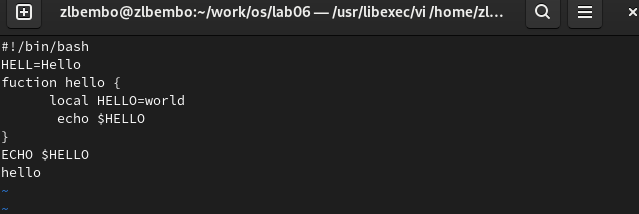 zlbembo@zlbembo:~/work/os/lab06 — /usr/libexec/vi /home/zl...
#!/bin/bash
HELL=Hello
fuction hello {
      local HELLO=world
       echo $HELLO
}
ECHO $HELLO
hello
~
~